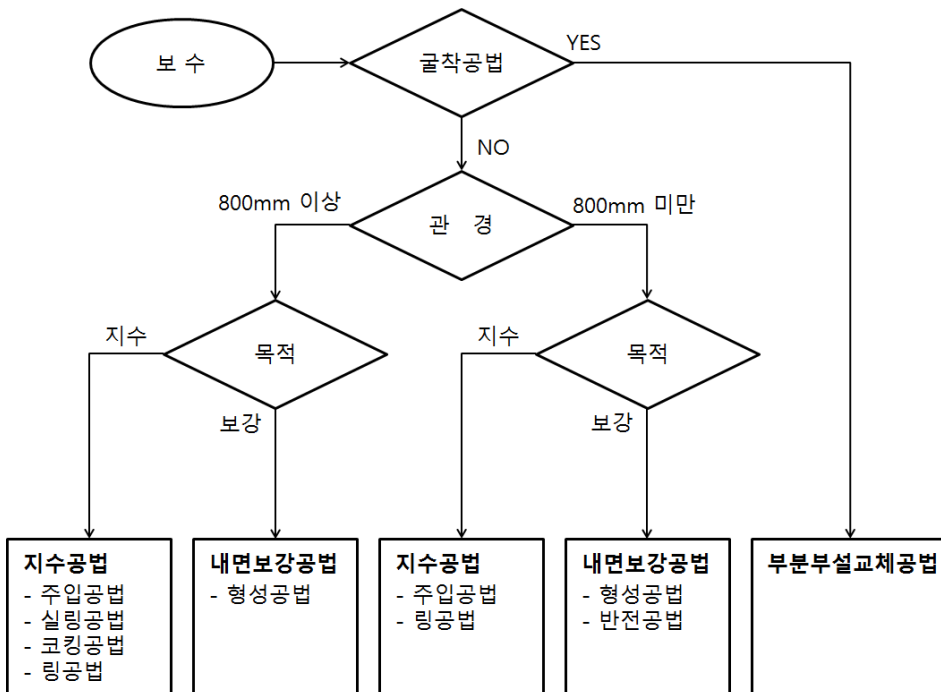 보 수
굴착공법
YES
NO
800mm 이상
관 경
800mm 미만
지수
목적
보강
지수
목적
보강
지수공법
- 주입공법
- 실링공법
- 코킹공법
- 링공법
내면보강공법
- 형성공법
지수공법
- 주입공법
- 링공법
내면보강공법
- 형성공법
- 반전공법
부분부설교체공법